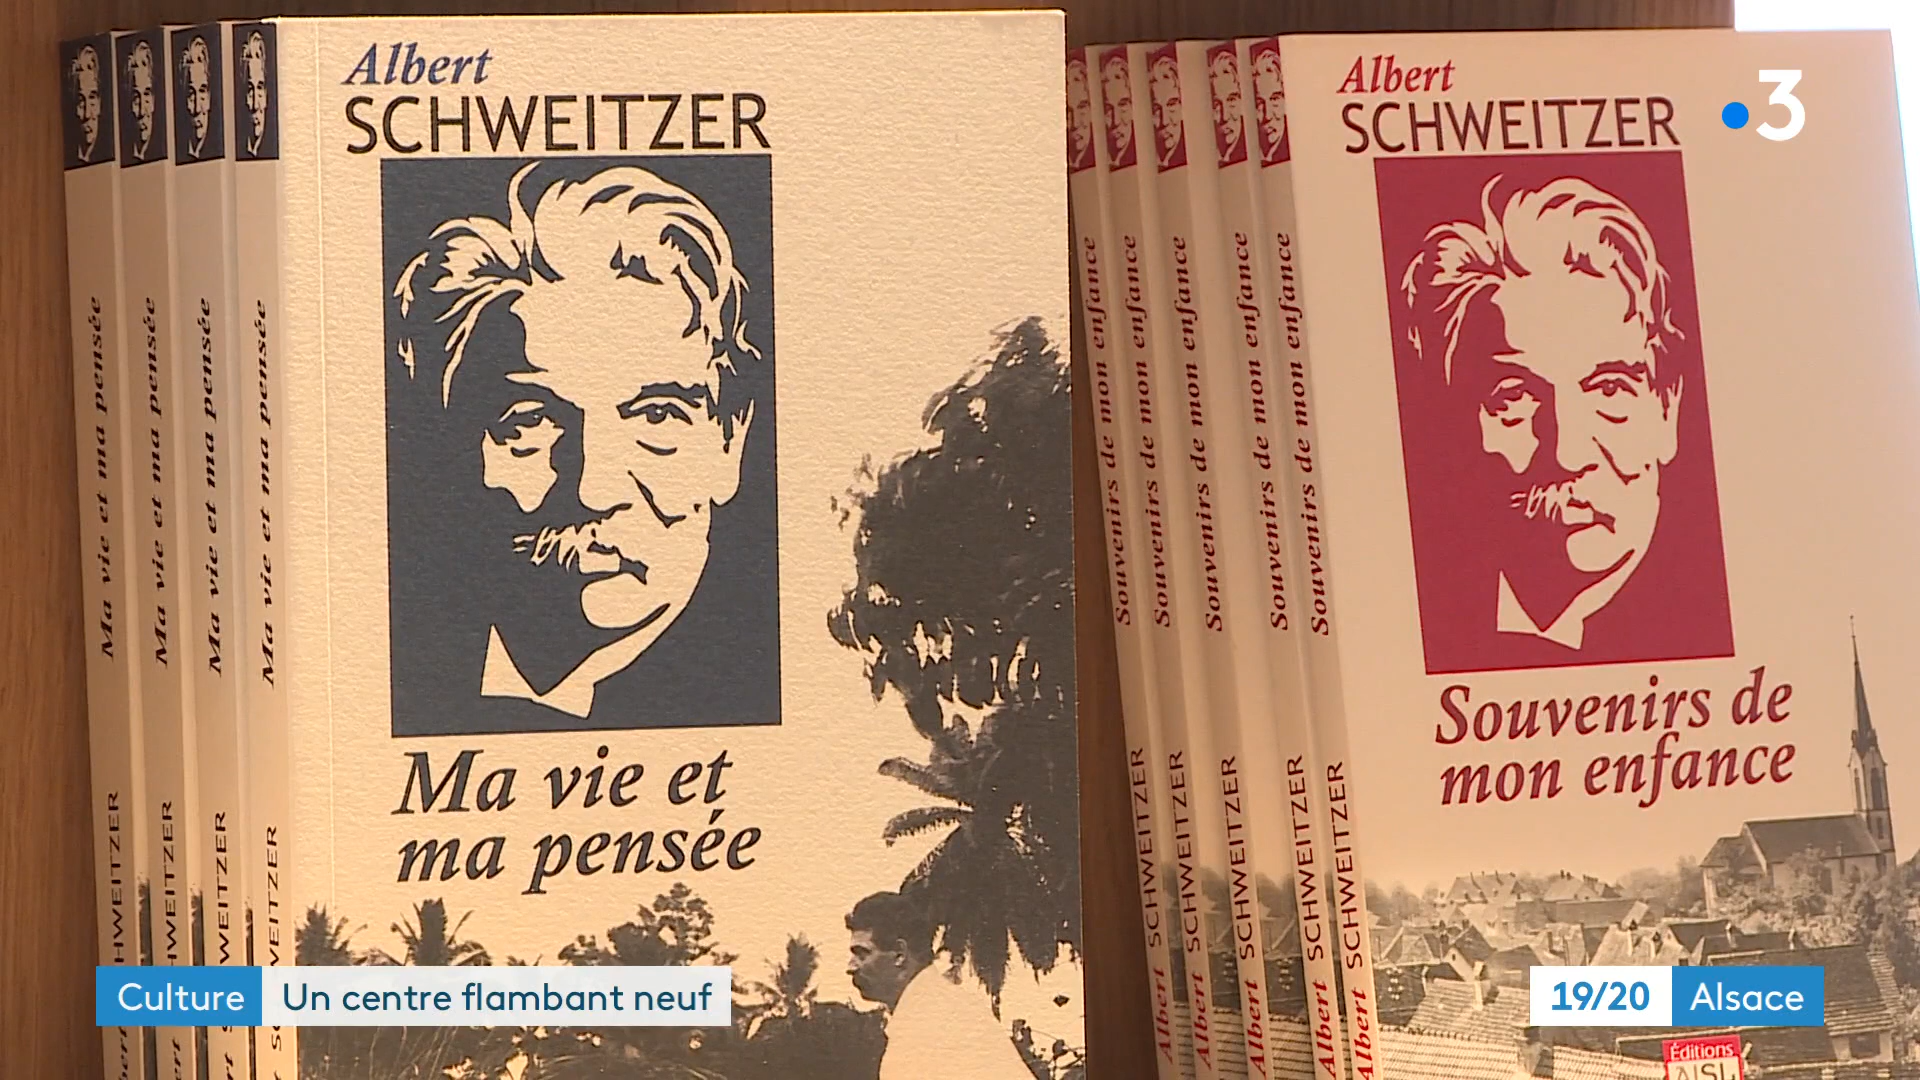 Albert
SCHWEITZER
Ma vie et
ma pensée
Albert
SCHWEITZER
Souvenirs de
mon enfance
Éditions
AJSL
Ma vie et ma pensée
Ma vie et ma pensée
Ma vie et ma pensée
Ma vie et ma pensée
Souvenirs de mon enfance
Souvenirs de mon enfance
Souvenirs de mon enfance
Souvenirs de mon enfance
Souvenirs de mon enfance
Albert SCHWEITZER
Albert SCHWEITZER
Albert SCHWEITZER
Albert SCHWEITZER
Albert SCHWEITZER
3
Culture
Un centre flambant neuf
19/20
Alsace